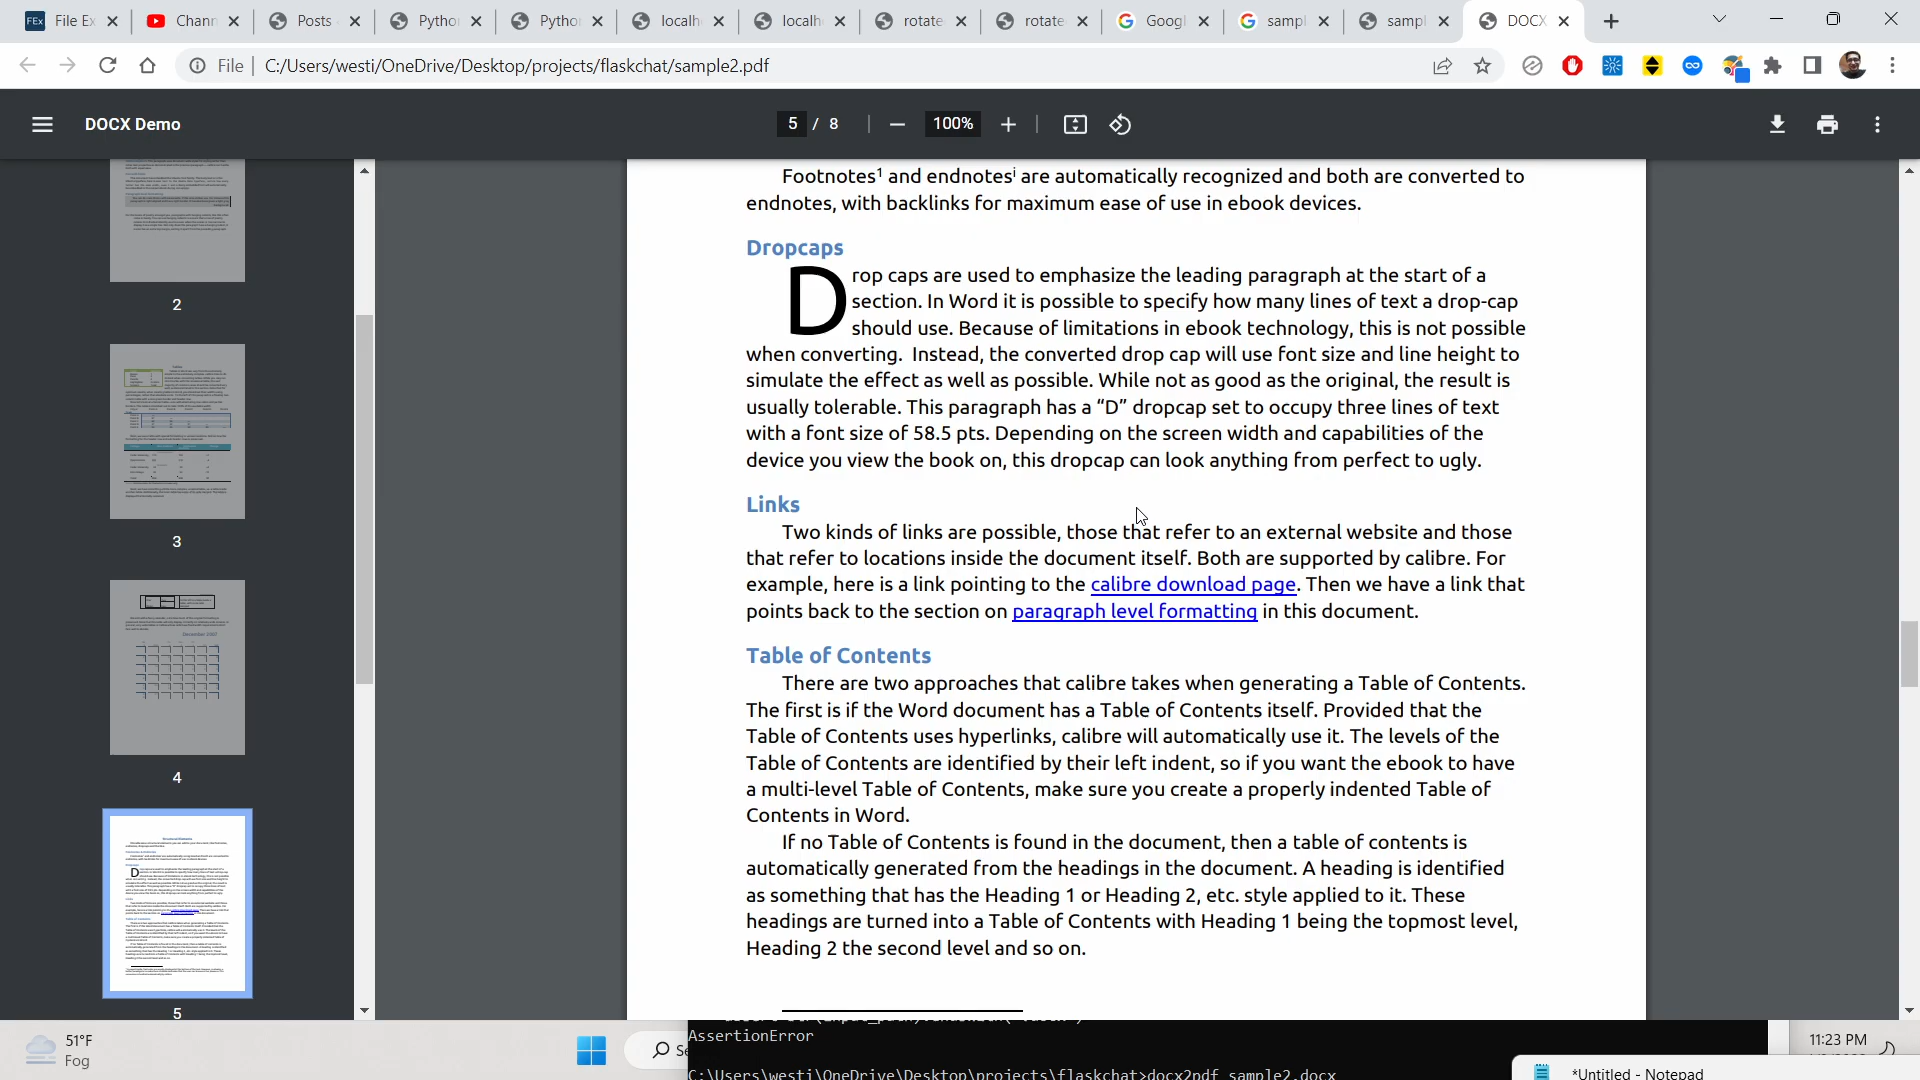 File Ex
Chann
Posts
Pythor
Pythor
localh
localh
rotate
rotate
Googl
sampl
sampl
DOCX
File
C:/Users/westi/OneDrive/Desktop/projects/flaskchat/sample2.pdf
DOCX Demo
5 / 8
100%
2
3
4
5
Footnotes¹ and endnotesⁱ are automatically recognized and both are converted to
endnotes, with backlinks for maximum ease of use in ebook devices.
Dropcaps
Drop caps are used to emphasize the leading paragraph at the start of a
section. In Word it is possible to specify how many lines of text a drop-cap
should use. Because of limitations in ebook technology, this is not possible
when converting. Instead, the converted drop cap will use font size and line height to
simulate the effect as well as possible. While not as good as the original, the result is
usually tolerable. This paragraph has a “D” dropcap set to occupy three lines of text
with a font size of 58.5 pts. Depending on the screen width and capabilities of the
device you view the book on, this dropcap can look anything from perfect to ugly.
Links
Two kinds of links are possible, those that refer to an external website and those
that refer to locations inside the document itself. Both are supported by calibre. For
example, here is a link pointing to the calibre download page. Then we have a link that
points back to the section on paragraph level formatting in this document.
Table of Contents
There are two approaches that calibre takes when generating a Table of Contents.
The first is if the Word document has a Table of Contents itself. Provided that the
Table of Contents uses hyperlinks, calibre will automatically use it. The levels of the
Table of Contents are identified by their left indent, so if you want the ebook to have
a multi-level Table of Contents, make sure you create a properly indented Table of
Contents in Word.
If no Table of Contents is found in the document, then a table of contents is
automatically generated from the headings in the document. A heading is identified
as something that has the Heading 1 or Heading 2, etc. style applied to it. These
headings are turned into a Table of Contents with Heading 1 being the topmost level,
Heading 2 the second level and so on.
51°F
Fog
Se
AssertionError
C:\Users\westi\OneDrive\Desktop\projects\flaskchat>docx2pdf sample2.docx
*Untitled - Notepad
11:23 PM